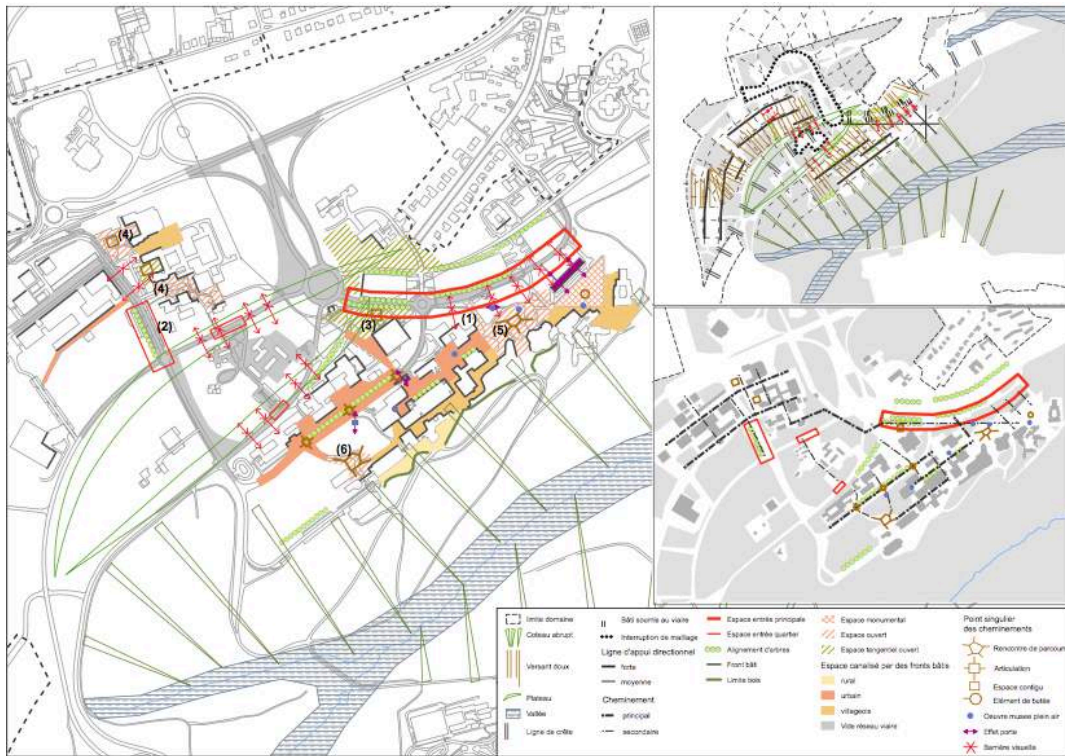 (4)
(4)
(2)
(3)
(1)
(5)
(6)
limite domaine
Coteau abrupt
Versant doux
Plateau
Vallée
Ligne de crête
Bâti soumis au viaire
Interruption de maillage
Ligne d'appui directionnel
forte
moyenne
Cheminement
principal
secondaire
Espace entrée principale
Espace entrée quartier
Alignement d'arbres
Front bâti
Limite bois
Espace monumental
Espace ouvert
Espace tangentiel ouvert
Espace canalisé par des fronts bâtis
rural
urbain
villageois
Vide réseau viaire
Point singulier
des cheminements
Rencontre de parcours
Articulation
Espace contigu
Elément de butée
Oeuvre musée plein air
Effet porte
Barrière visuelle